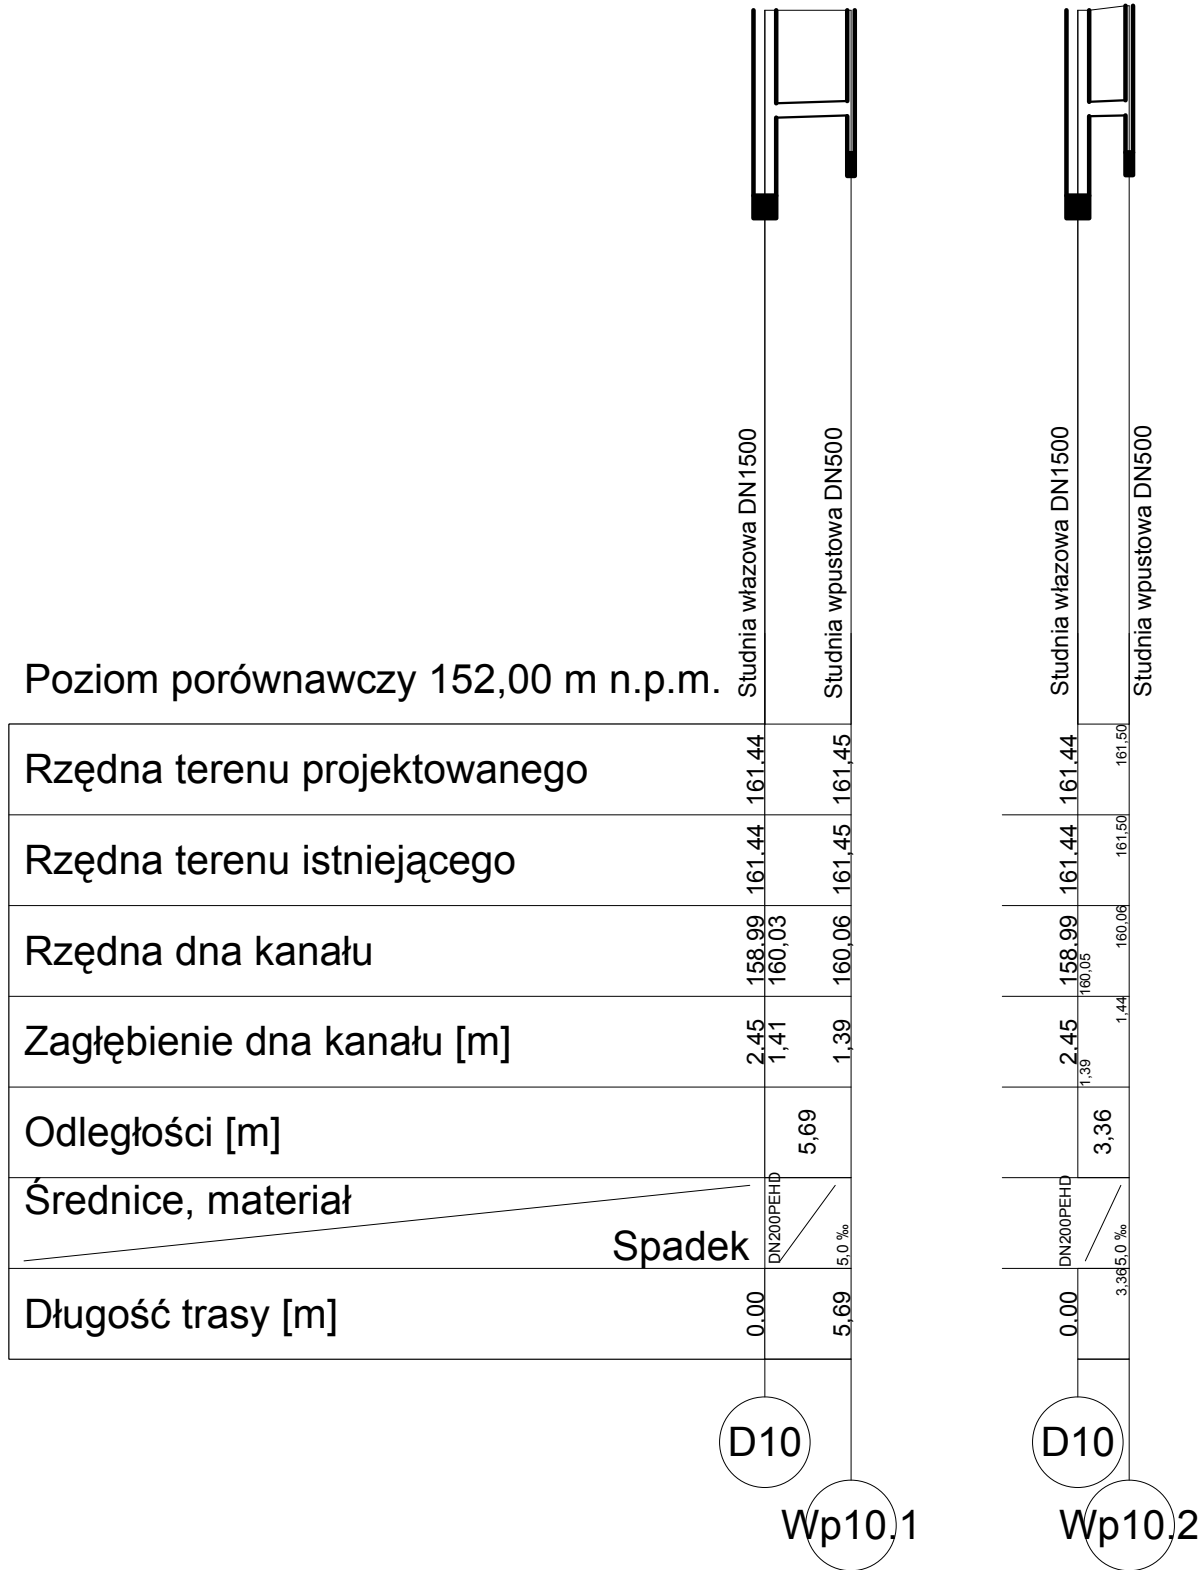 Studnia włazowa DN1500
Studnia wpustowa DN500
Studnia włazowa DN1500
Studnia wpustowa DN500
Poziom porównawczy 152,00 m n.p.m.
Rzędna terenu projektowanego
161.44
161,45
161.44
161,50
Rzędna terenu istniejącego
161.44
161,45
161.44
161,50
Rzędna dna kanału
158.99
160,03
160,06
158.99
160,05
160,06
Zagłębienie dna kanału [m]
2.45
1,41
1,39
2.45
1,39
1,44
Odległości [m]
5,69
3,36
Średnice, materiał
Spadek
DN200PEHD
5,0 ‰
DN200PEHD
5,0 ‰
Długość trasy [m]
0.00
5,69
0.00
3,36
D10
D10
Wp10.1
Wp10.2